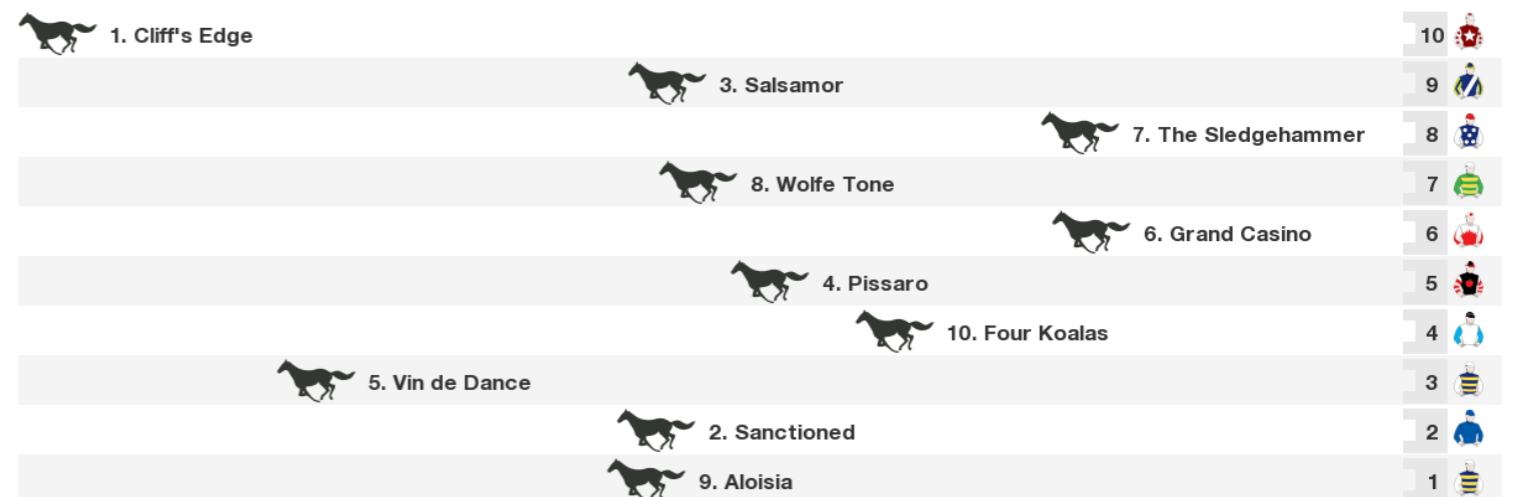 1. Cliff's Edge 10
3. Salsamor 9
7. The Sledgehammer 8
8. Wolfe Tone 7
6. Grand Casino 6
4. Pissaro 5
10. Four Koalas 4
5. Vin de Dance 3
2. Sanctioned 2
9. Aloisia 1